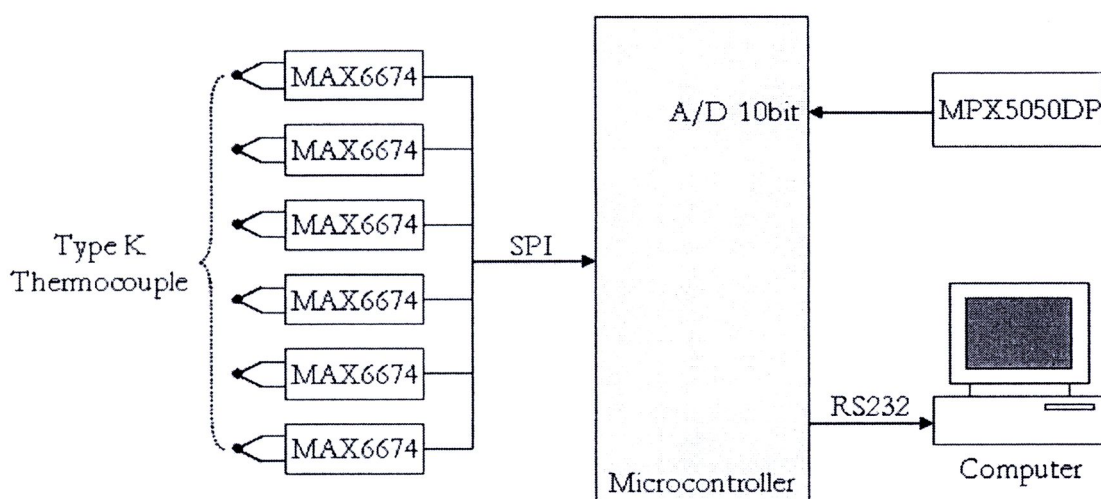 MAX6674
MAX6674
MAX6674
MAX6674
MAX6674
MAX6674
Type K
Thermocouple
SPI
A/D 10bit
Microcontroller
MPX5050DP
RS232
Computer